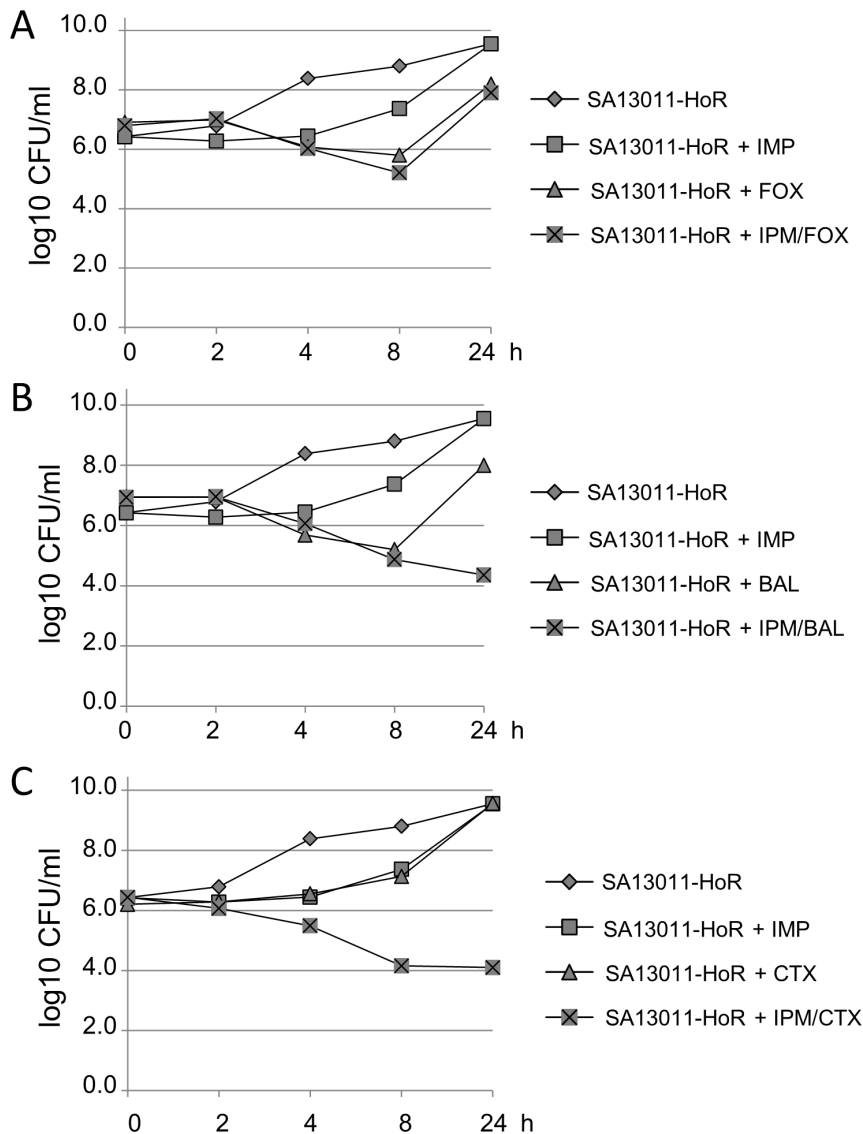 A
log10 CFU/ml
10.0
8.0
6.0
4.0
2.0
0.0
0 2 4 8 24 h
SA13011-HoR
SA13011-HoR + IMP
SA13011-HoR + FOX
SA13011-HoR + IPM/FOX
B
log10 CFU/ml
10.0
8.0
6.0
4.0
2.0
0.0
0 2 4 8 24 h
SA13011-HoR
SA13011-HoR + IMP
SA13011-HoR + BAL
SA13011-HoR + IPM/BAL
C
log10 CFU/ml
10.0
8.0
6.0
4.0
2.0
0.0
0 2 4 8 24 h
SA13011-HoR
SA13011-HoR + IMP
SA13011-HoR + CTX
SA13011-HoR + IPM/CTX